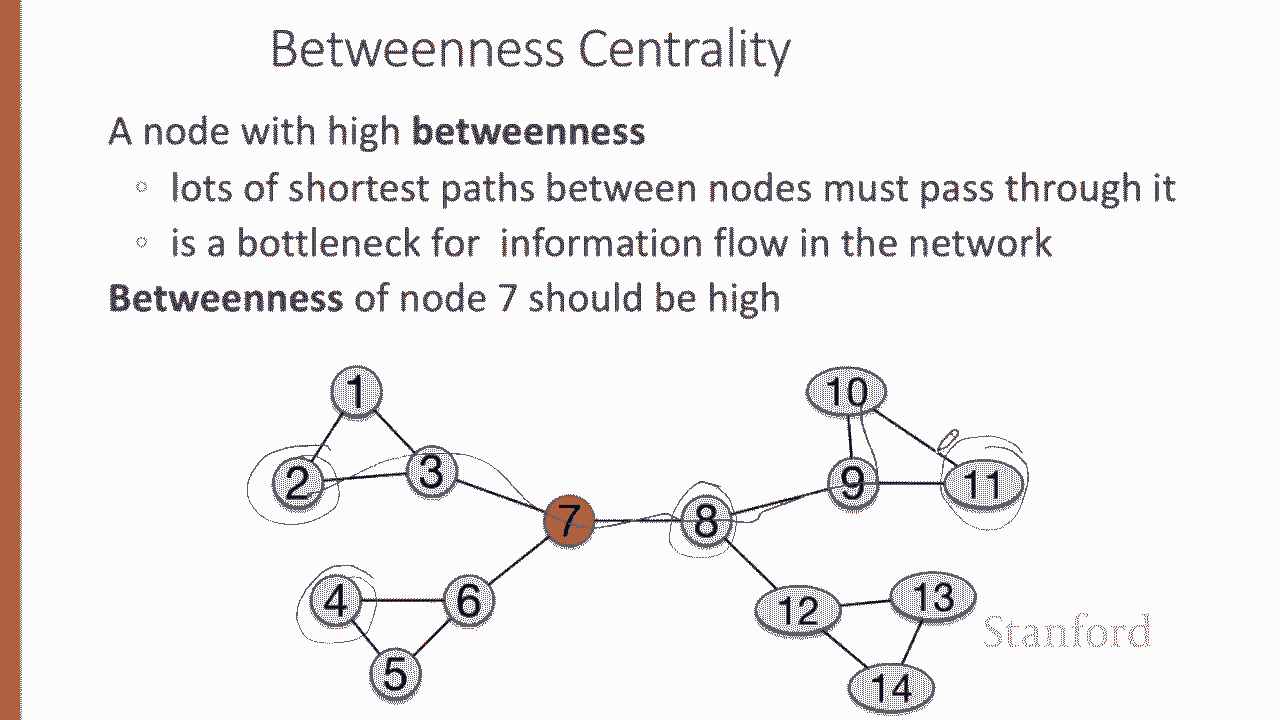 Betweenness Centrality
A node with high betweenness
◦ lots of shortest paths between nodes must pass through it
◦ is a bottleneck for information flow in the network
Betweenness of node 7 should be high
1
10
2
3
9
11
7
8
4
6
12
13
Stanford
5
14